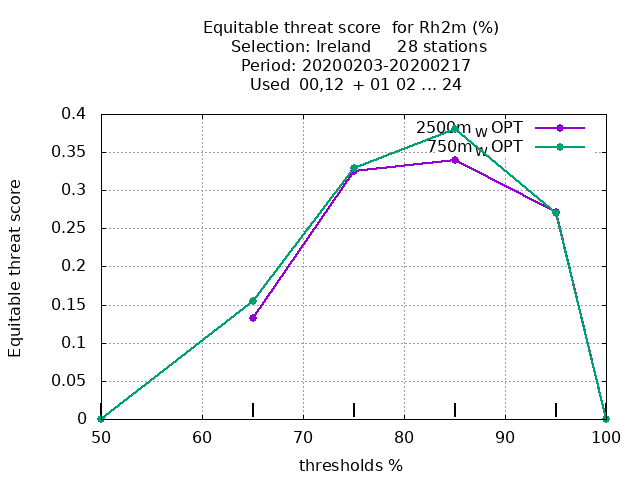 Equitable threat score  for Rh2m (%)
Selection: Ireland     28 stations
Period: 20200203-20200217
Used  00,12  + 01 02 ... 24
2500m_W OPT
750m_W OPT
0.4
0.35
0.3
0.25
0.2
0.15
0.1
0.05
0
50 60 70 80 90 100
Equitable threat score
thresholds %